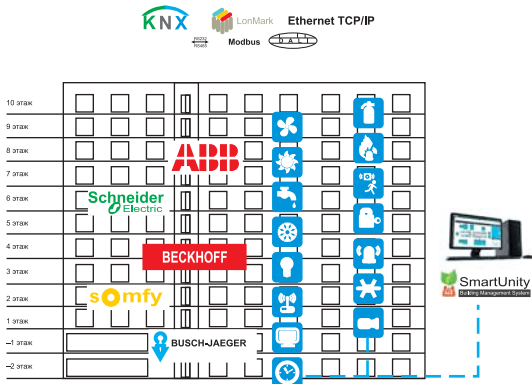 KNX LonMark Ethernet TCP/IP
RS232
RS485 Modbus DALI
10 этаж
9 этаж
8 этаж
ABB
7 этаж
6 этаж
Schneider
Electric
5 этаж
4 этаж
BECKHOFF
3 этаж
2 этаж
somfy
1 этаж
–1 этаж
BUSCH-JAEGER
–2 этаж
SmartUnity
Building Management System